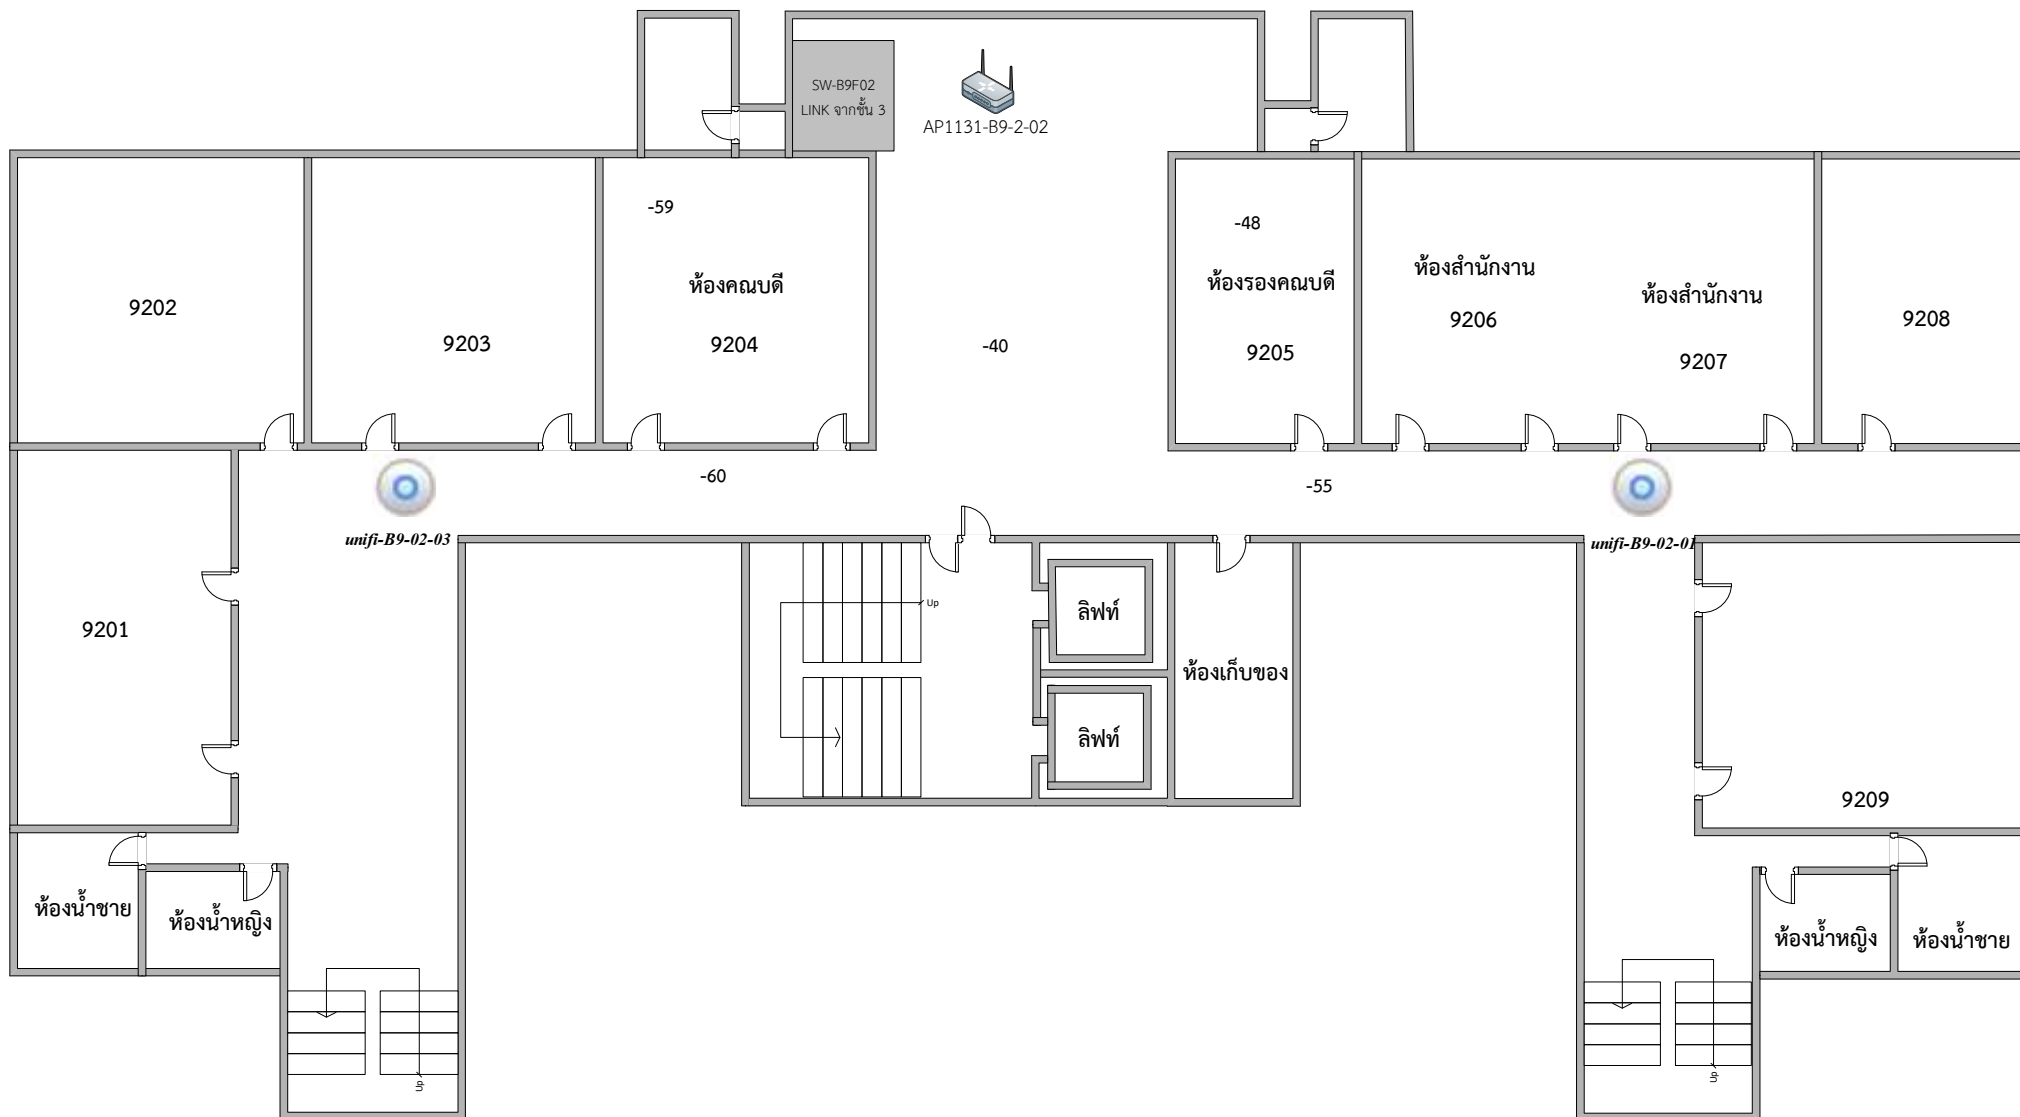 SW-B9F02
LINK จากชั้น 3
AP1131-B9-2-02
-59
-48
ห้องคณบดี
ห้องรองคณบดี
ห้องสำนักงาน
ห้องสำนักงาน
9202
9203
9204
-40
9205
9206
9207
9208
-60
-55
unifi-B9-02-03
unifi-B9-02-01
Up
ลิฟท์
9201
ห้องเก็บของ
ลิฟท์
9209
ห้องน้ำชาย
ห้องน้ำหญิง
ห้องน้ำหญิง
ห้องน้ำชาย
Up
Up